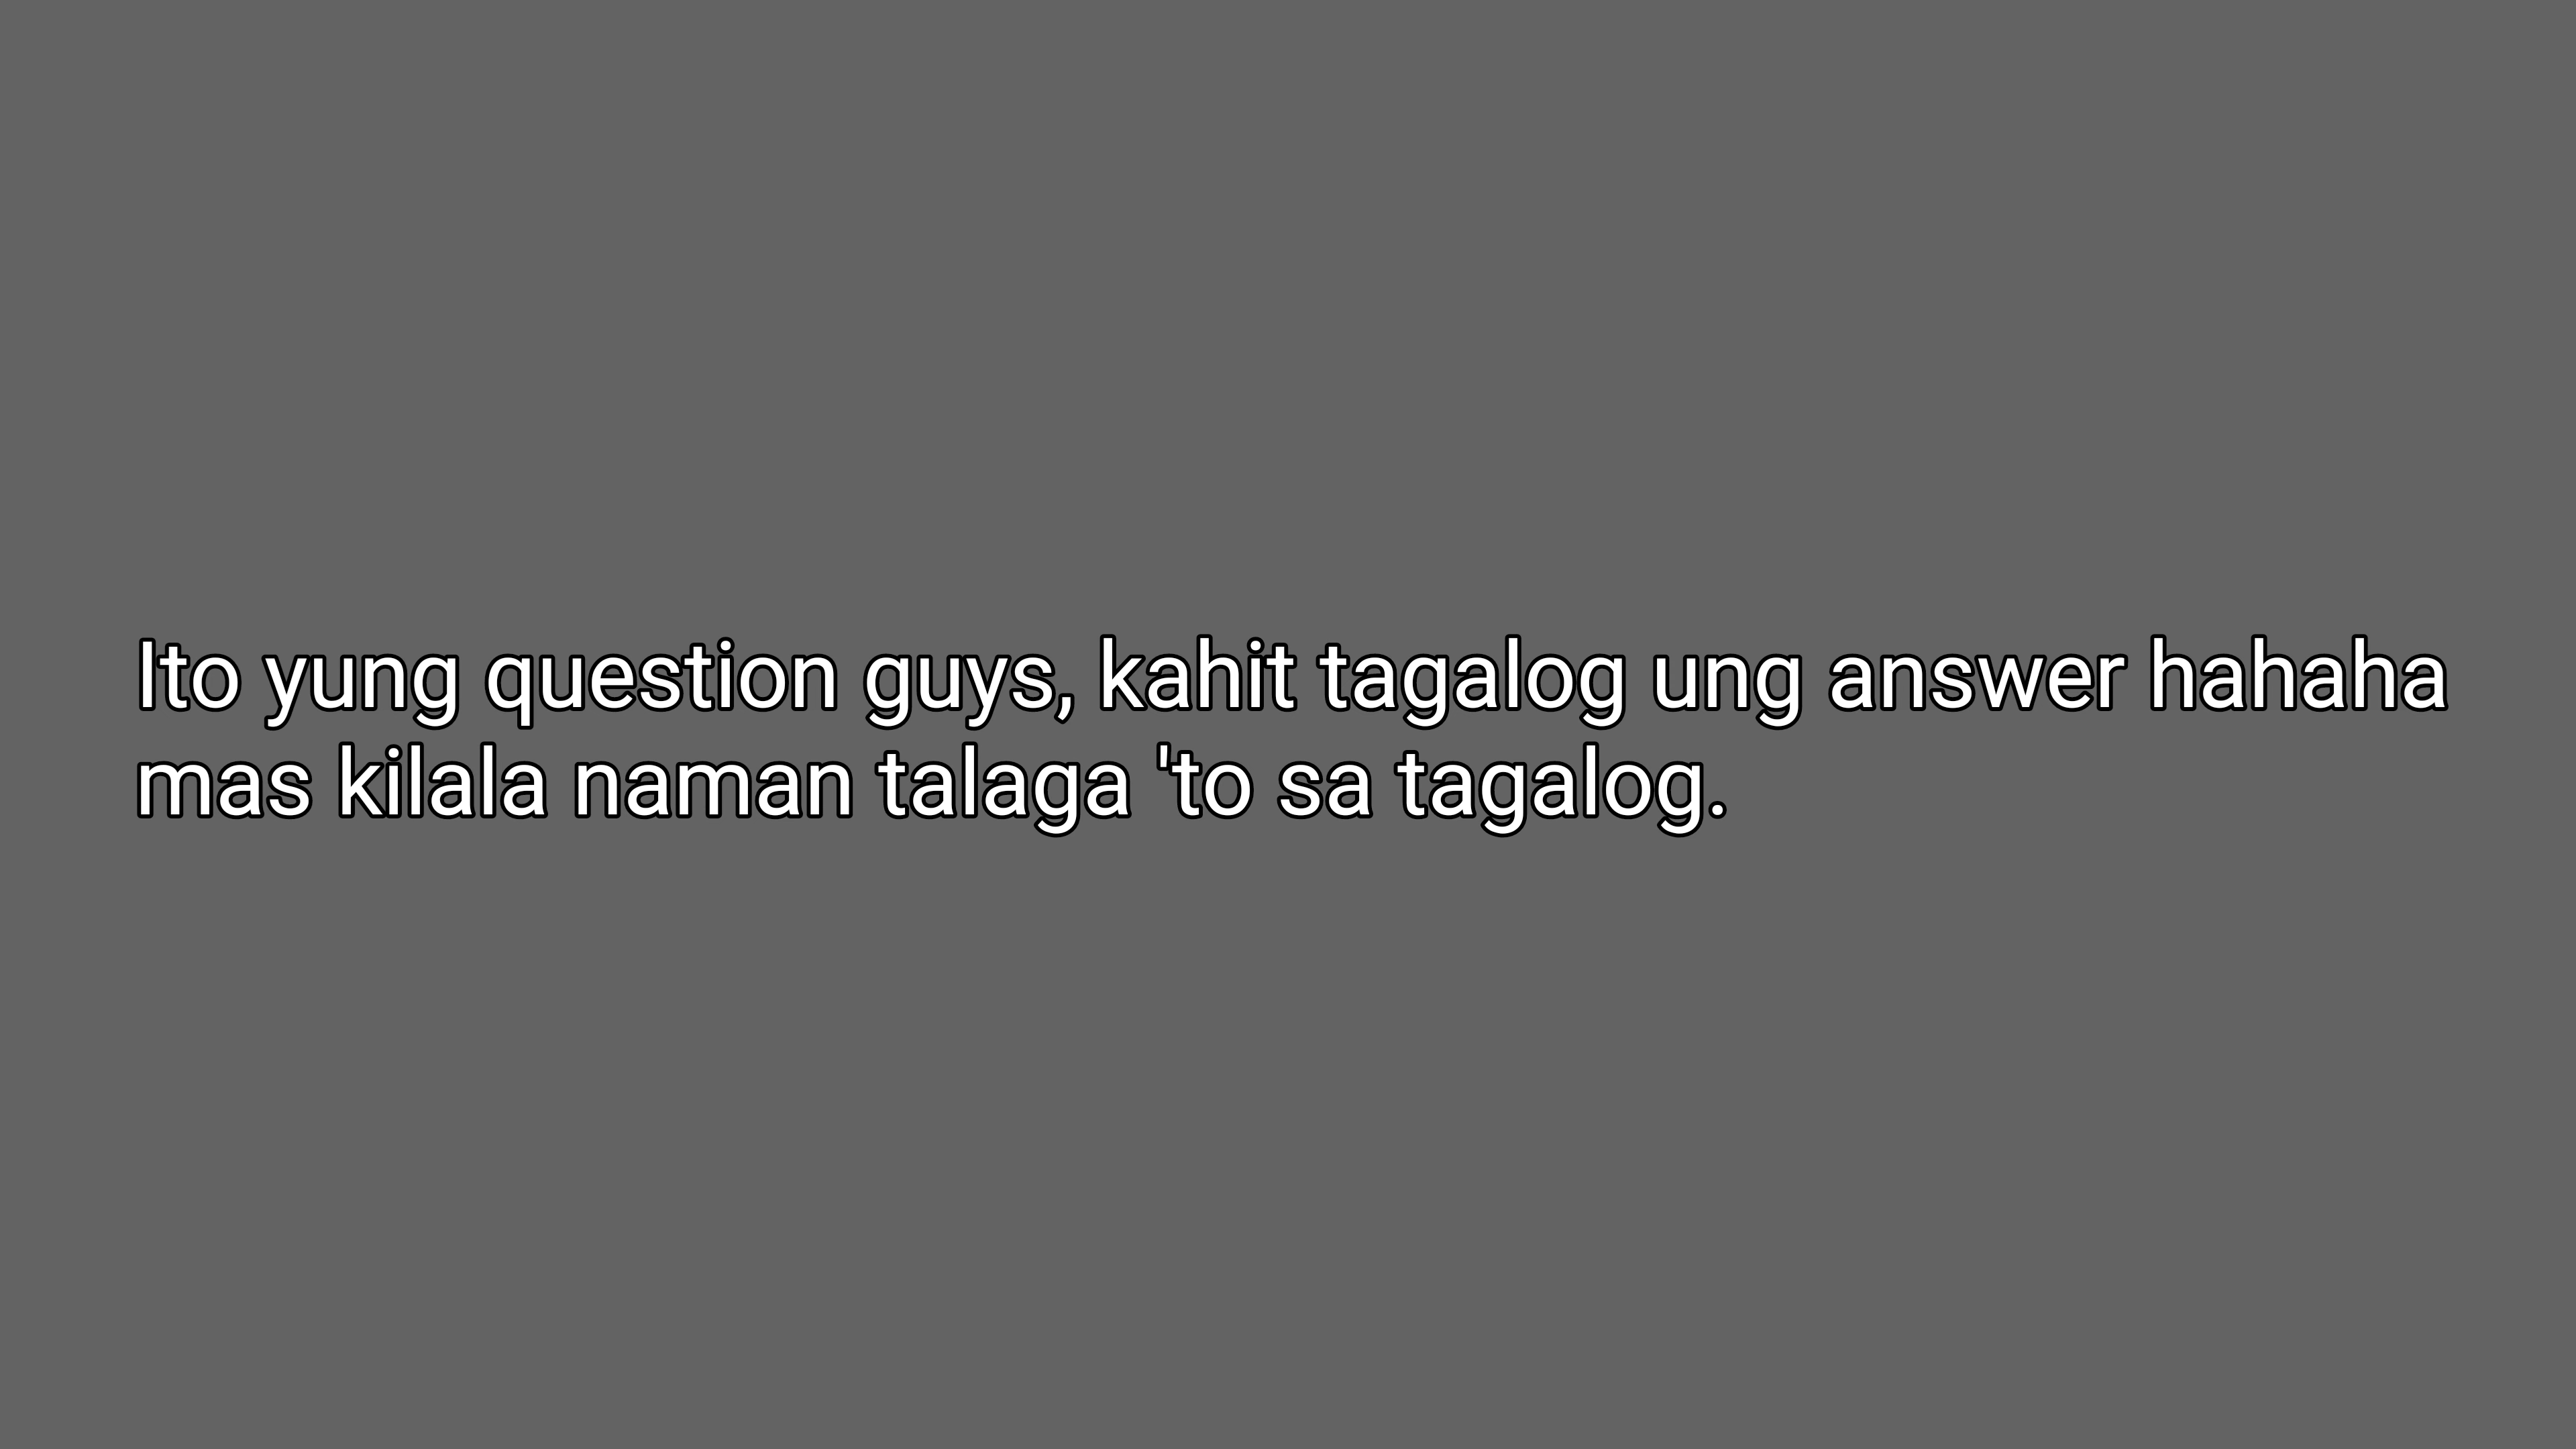 Ito yung question guys, kahit tagalog ung answer hahaha
mas kilala naman talaga 'to sa tagalog.